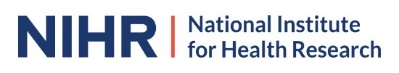 NIHR | National Institute
for Health Research